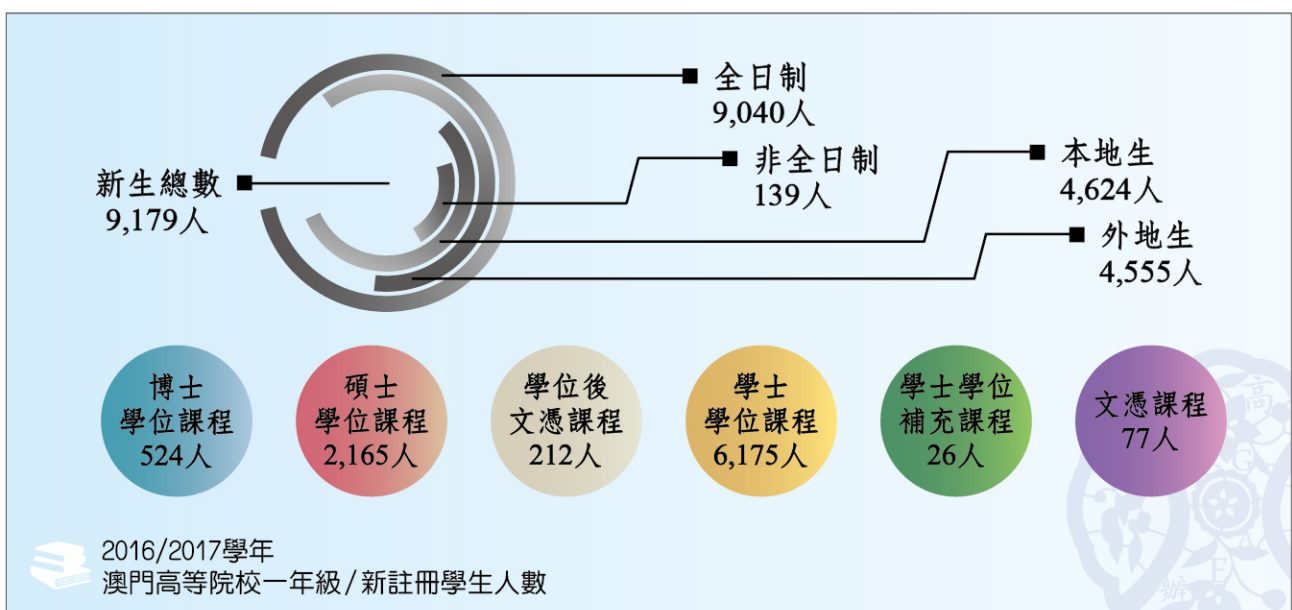 全日制
9,040人
非全日制
139人
本地生
4,624人
新生總數
9,179人
外地生
4,555人
博士
學位課程
524人
碩士
學位課程
2,165人
學位後
文憑課程
212人
學士
學位課程
6,175人
學士學位
補充課程
26人
文憑課程
77人
2016/2017學年
澳門高等院校一年級/新註冊學生人數
高
G
A
E
辦